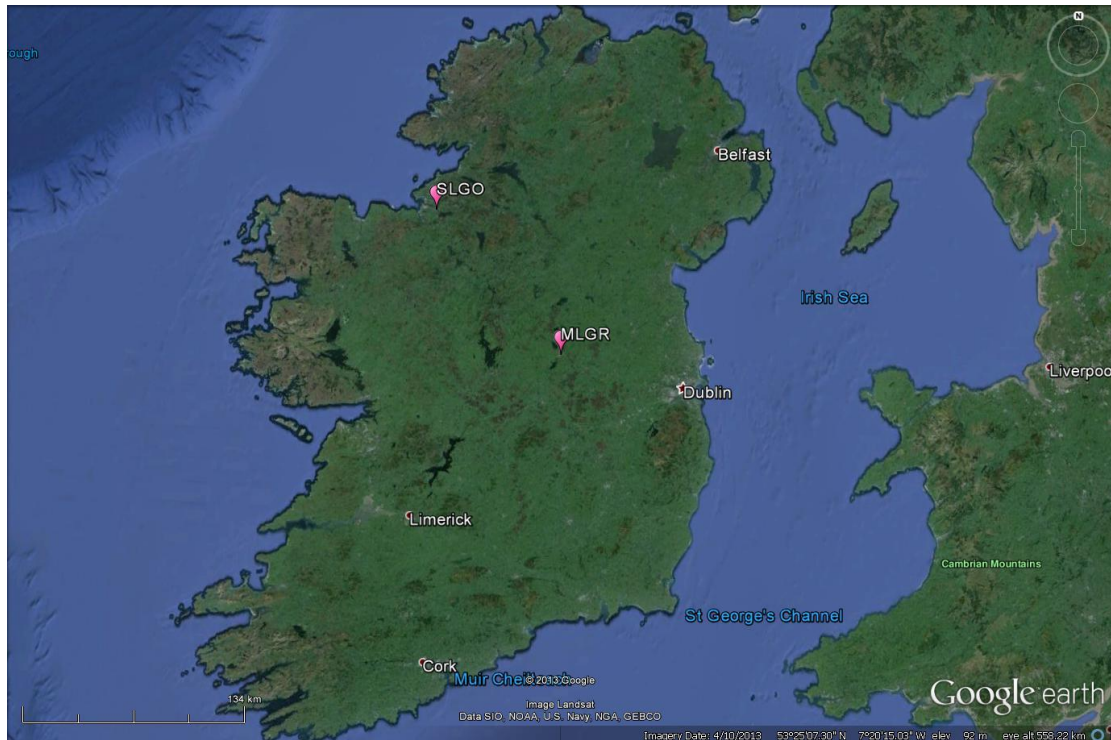 N
ough
Belfast
SLGO
Irish Sea
MLGR
Liverpoo
Dublin
Limerick
Cambrian Mountains
St George's Channel
Cork
Muir Chei
© 2013 Google
Google earth
134 km
Image Landsat
Data SIO, NOAA, U.S. Navy, NGA, GEBCO
Imagery Date: 4/10/2013 53°25'07.30" N 7°20'15.03" W elev 92 m eye alt 558.22 km